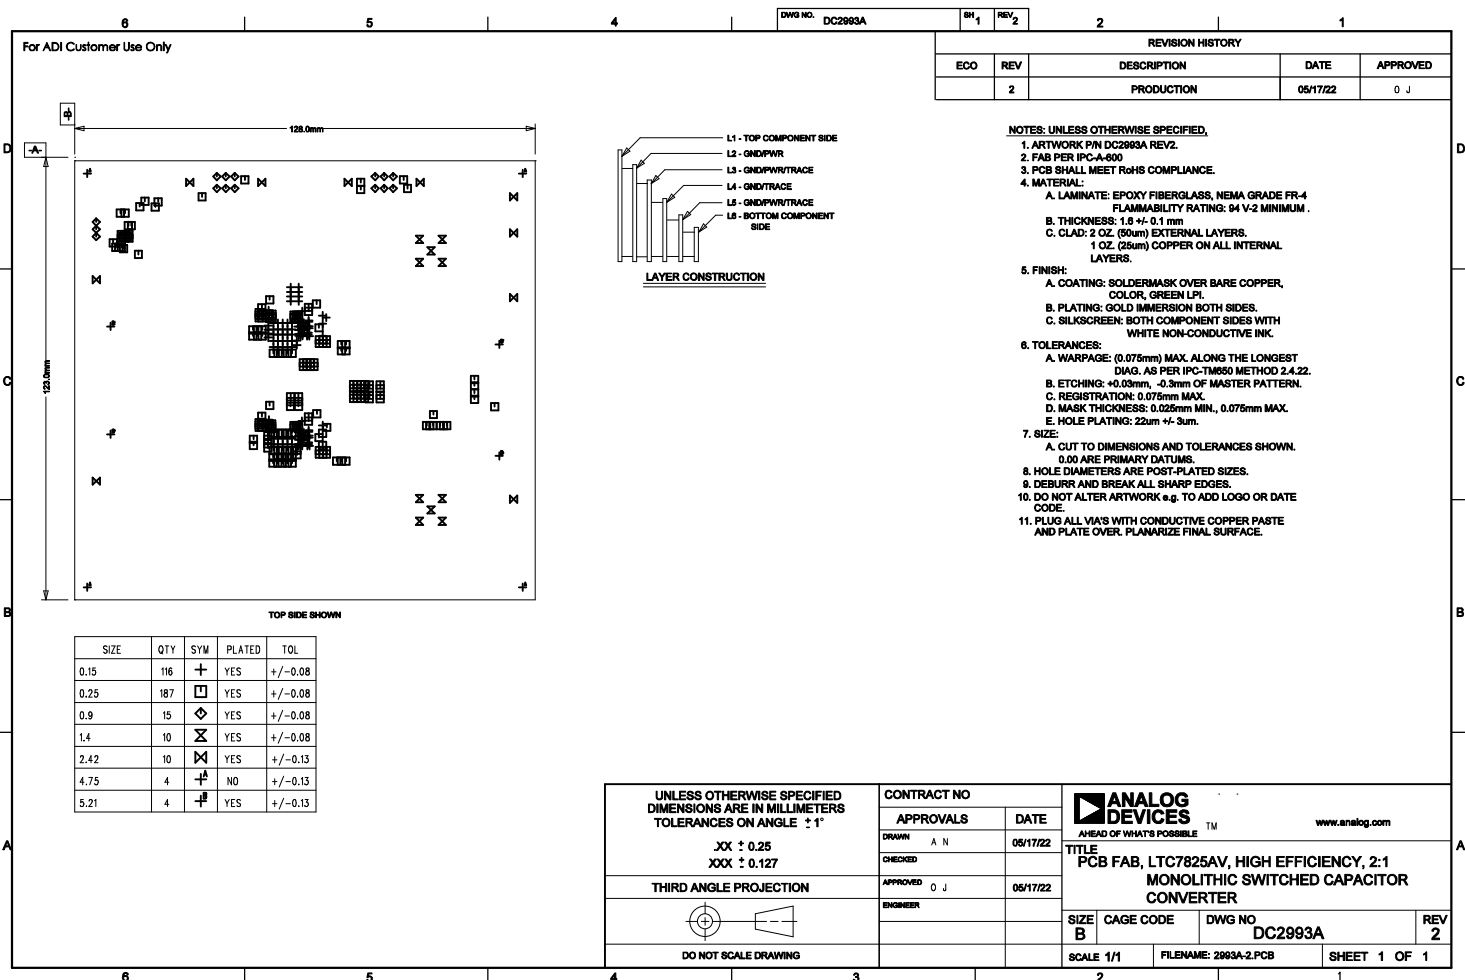 6 5 4 2 1
DWG NO. DC2993A SH 1 REV 2
For ADI Customer Use Only
REVISION HISTORY
ECO REV DESCRIPTION DATE APPROVED
2 PRODUCTION 05/17/22 O J
-B-
-A-
128.0mm
123.0mm
D
C
B
A
D
C
B
A
L1 - TOP COMPONENT SIDE
L2 - GND/PWR
L3 - GND/PWR/TRACE
L4 - GND/TRACE
L5 - GND/PWR/TRACE
L6 - BOTTOM COMPONENT
SIDE
LAYER CONSTRUCTION
NOTES: UNLESS OTHERWISE SPECIFIED,
1. ARTWORK P/N DC2993A REV2.
2. FAB PER IPC-A-600
3. PCB SHALL MEET RoHS COMPLIANCE.
4. MATERIAL:
A. LAMINATE: EPOXY FIBERGLASS, NEMA GRADE FR-4
FLAMMABILITY RATING: 94 V-2 MINIMUM .
B. THICKNESS: 1.6 +/- 0.1 mm
C. CLAD: 2 OZ. (50um) EXTERNAL LAYERS.
1 OZ. (25um) COPPER ON ALL INTERNAL
LAYERS.
5. FINISH:
A. COATING: SOLDERMASK OVER BARE COPPER,
COLOR, GREEN LPI.
B. PLATING: GOLD IMMERSION BOTH SIDES.
C. SILKSCREEN: BOTH COMPONENT SIDES WITH
WHITE NON-CONDUCTIVE INK.
6. TOLERANCES:
A. WARPAGE: (0.075mm) MAX. ALONG THE LONGEST
DIAG. AS PER IPC-TM650 METHOD 2.4.22.
B. ETCHING: +0.03mm, -0.3mm OF MASTER PATTERN.
C. REGISTRATION: 0.075mm MAX.
D. MASK THICKNESS: 0.025mm MIN., 0.075mm MAX.
E. HOLE PLATING: 22um +/- 3um.
7. SIZE:
A. CUT TO DIMENSIONS AND TOLERANCES SHOWN.
0.00 ARE PRIMARY DATUMS.
8. HOLE DIAMETERS ARE POST-PLATED SIZES.
9. DEBURR AND BREAK ALL SHARP EDGES.
10. DO NOT ALTER ARTWORK e.g. TO ADD LOGO OR DATE
CODE.
11. PLUG ALL VIA'S WITH CONDUCTIVE COPPER PASTE
AND PLATE OVER. PLANARIZE FINAL SURFACE.
TOP SIDE SHOWN
SIZE QTY SYM PLATED TOL
0.15 116 YES +/-0.08
0.25 187 YES +/-0.08
0.9 15 YES +/-0.08
1.4 10 YES +/-0.08
2.42 10 YES +/-0.13
4.75 4 A NO +/-0.13
5.21 4 B YES +/-0.13
UNLESS OTHERWISE SPECIFIED
DIMENSIONS ARE IN MILLIMETERS
TOLERANCES ON ANGLE ± 1°
.XX ± 0.25
XXX ± 0.127
THIRD ANGLE PROJECTION
DO NOT SCALE DRAWING
CONTRACT NO
APPROVALS DATE
DRAWN A N 05/17/22
CHECKED
APPROVED O J 05/17/22
ENGINEER
ANALOG
DEVICES TM
AHEAD OF WHAT'S POSSIBLE
www.analog.com
TITLE
PCB FAB, LTC7825AV, HIGH EFFICIENCY, 2:1
MONOLITHIC SWITCHED CAPACITOR
CONVERTER
SIZE B CAGE CODE DWG NO DC2993A REV 2
SCALE 1/1 FILENAME: 2993A-2.PCB SHEET 1 OF 1
6 5 4 3 2 1